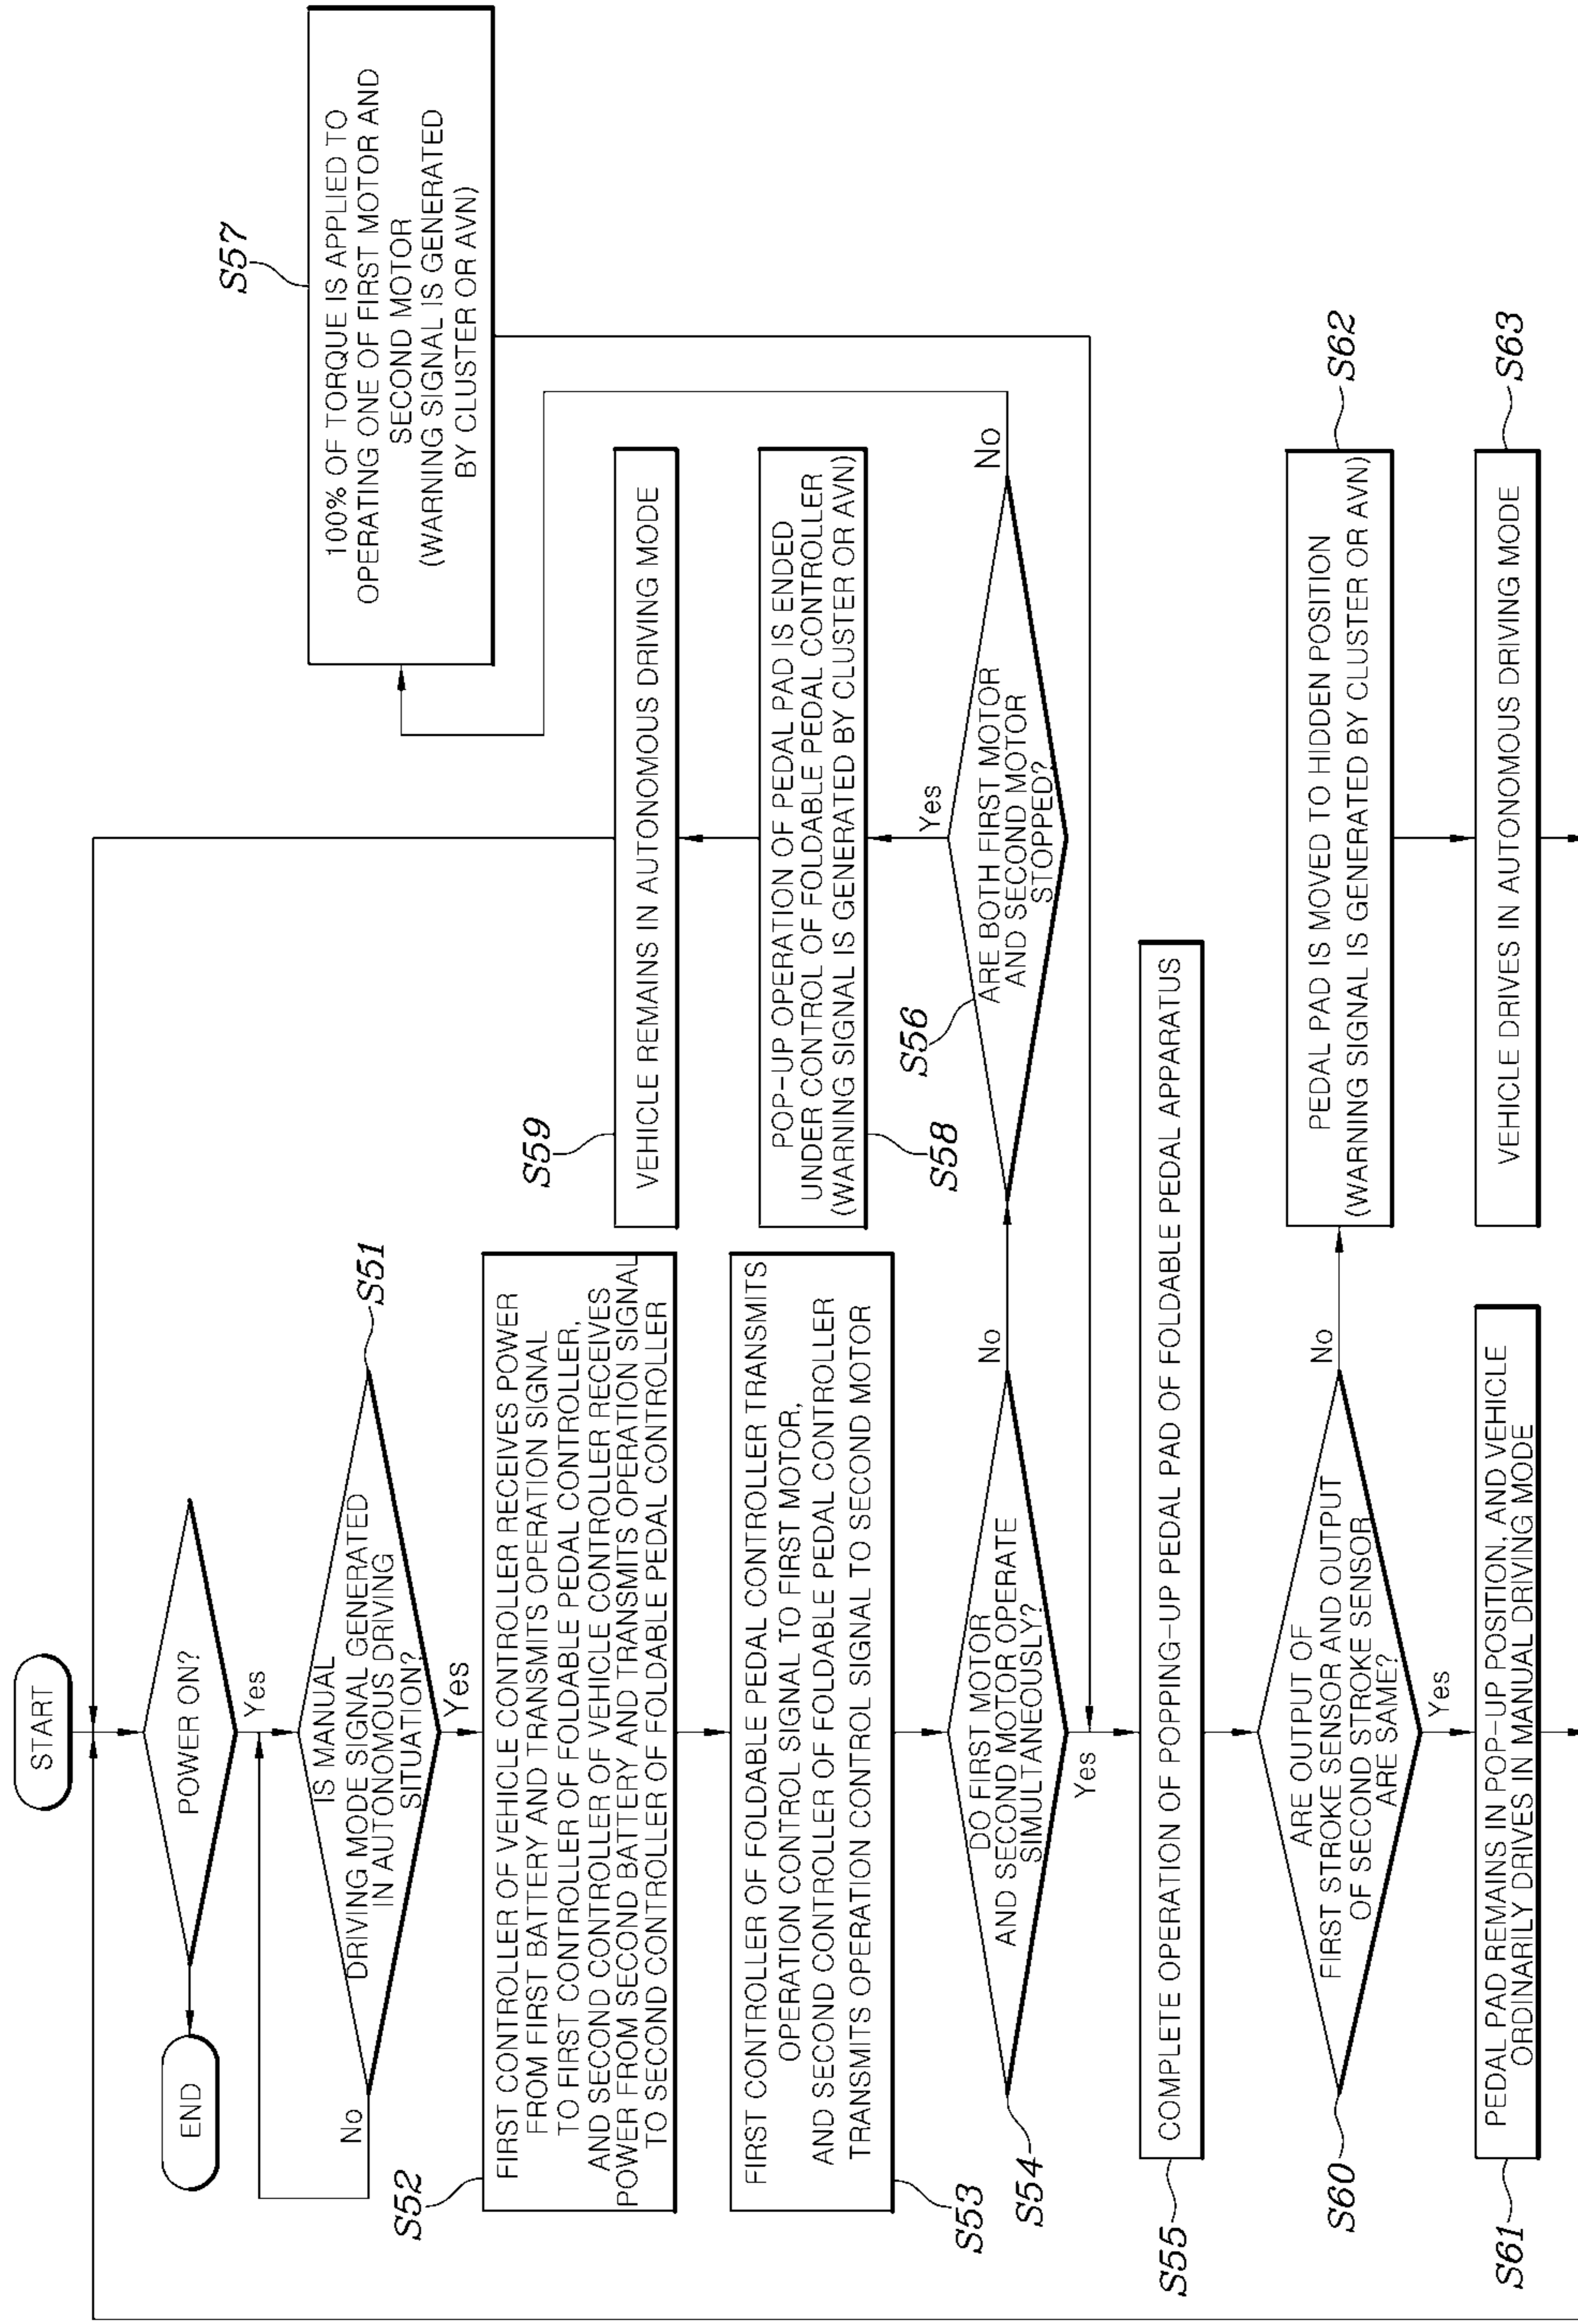 START
POWER ON?
END
Yes
IS MANUAL
DRIVING MODE SIGNAL GENERATED
IN AUTONOMOUS DRIVING
SITUATION?
S51
No
Yes
S52
FIRST CONTROLLER OF VEHICLE CONTROLLER RECEIVES POWER
FROM FIRST BATTERY AND TRANSMITS OPERATION SIGNAL
TO FIRST CONTROLLER OF FOLDABLE PEDAL CONTROLLER,
AND SECOND CONTROLLER OF VEHICLE CONTROLLER RECEIVES
POWER FROM SECOND BATTERY AND TRANSMITS OPERATION SIGNAL
TO SECOND CONTROLLER OF FOLDABLE PEDAL CONTROLLER
S53
FIRST CONTROLLER OF FOLDABLE PEDAL CONTROLLER TRANSMITS
OPERATION CONTROL SIGNAL TO FIRST MOTOR,
AND SECOND CONTROLLER OF FOLDABLE PEDAL CONTROLLER
TRANSMITS OPERATION CONTROL SIGNAL TO SECOND MOTOR
S54
DO FIRST MOTOR
AND SECOND MOTOR OPERATE
SIMULTANEOUSLY?
No
Yes
S56
ARE BOTH FIRST MOTOR
AND SECOND MOTOR
STOPPED?
Yes
No
S57
100% OF TORQUE IS APPLIED TO
OPERATING ONE OF FIRST MOTOR AND
SECOND MOTOR
(WARNING SIGNAL IS GENERATED
BY CLUSTER OR AVN)
S58
POP-UP OPERATION OF PEDAL PAD IS ENDED
UNDER CONTROL OF FOLDABLE PEDAL CONTROLLER
(WARNING SIGNAL IS GENERATED BY CLUSTER OR AVN)
S59
VEHICLE REMAINS IN AUTONOMOUS DRIVING MODE
S55
COMPLETE OPERATION OF POPPING-UP PEDAL PAD OF FOLDABLE PEDAL APPARATUS
S60
ARE OUTPUT OF
FIRST STROKE SENSOR AND OUTPUT
OF SECOND STROKE SENSOR
ARE SAME?
No
Yes
S62
PEDAL PAD IS MOVED TO HIDDEN POSITION
(WARNING SIGNAL IS GENERATED BY CLUSTER OR AVN)
S61
PEDAL PAD REMAINS IN POP-UP POSITION, AND VEHICLE
ORDINARILY DRIVES IN MANUAL DRIVING MODE
S63
VEHICLE DRIVES IN AUTONOMOUS DRIVING MODE